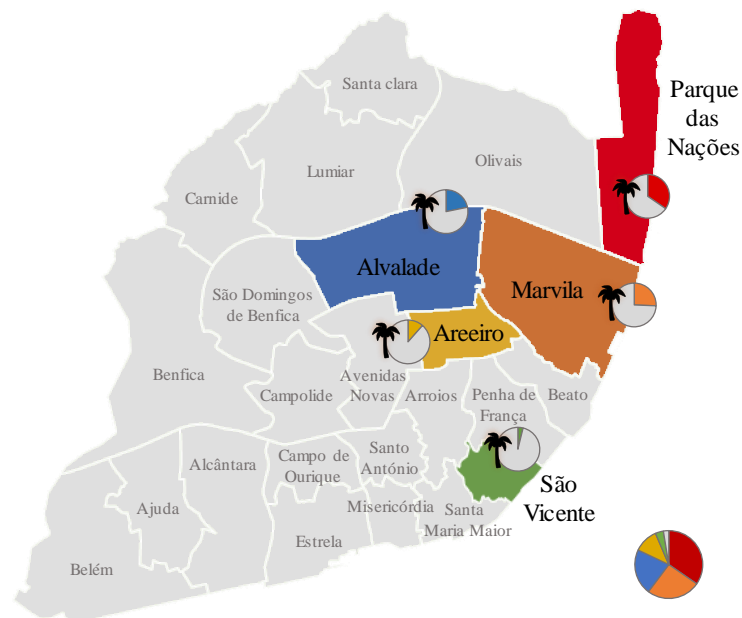 Santa clara
Parque
das
Nações
Olivais
Lumiar
Carnide
Alvalade
Marvila
São Domingos
de Benfica
Areeiro
Benfica
Avenidas
Novas
Campolide
Arroios
Penha de
França
Beato
Alcântara
Campo de
Ourique
Santo
António
São
Vicente
Ajuda
Misericórdia
Santa
Maria Maior
Estrela
Belém